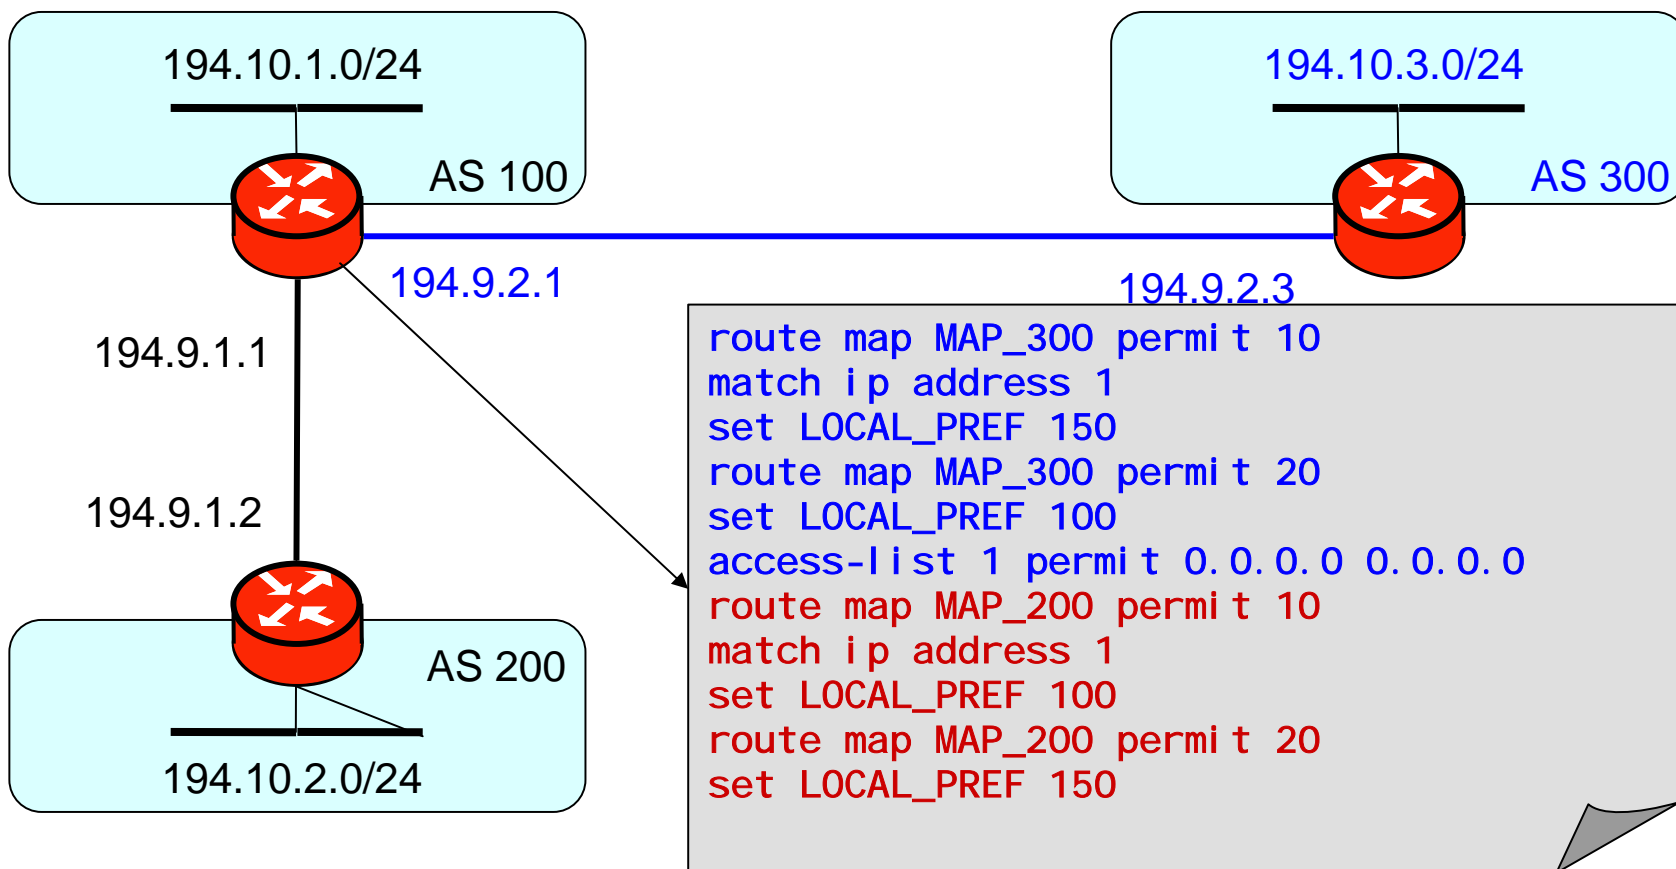 194.10.1.0/24
AS 100
194.10.3.0/24
AS 300
194.9.2.1
194.9.2.3
194.9.1.1
194.9.1.2
AS 200
194.10.2.0/24
route map MAP_300 permit 10
match ip address 1
set LOCAL_PREF 150
route map MAP_300 permit 20
set LOCAL_PREF 100
access-list 1 permit 0.0.0.0 0.0.0.0
route map MAP_200 permit 10
match ip address 1
set LOCAL_PREF 100
route map MAP_200 permit 20
set LOCAL_PREF 150